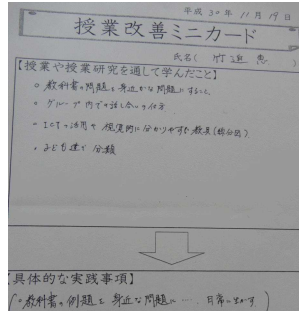 平成30年11月19日
授業改善ミニカード
氏名( 竹迫 恵 )
【授業や授業研究を通して学んだこと】
○教科書の問題を身近な問題にすること
○グループ内での話し合いの仕方
○ICTの活用や視覚的に分かりやすい教具(線分図)
○子ども達で分類
【具体的な実践事項】
○教科書の例題を身近な問題に…. 日常に生かす